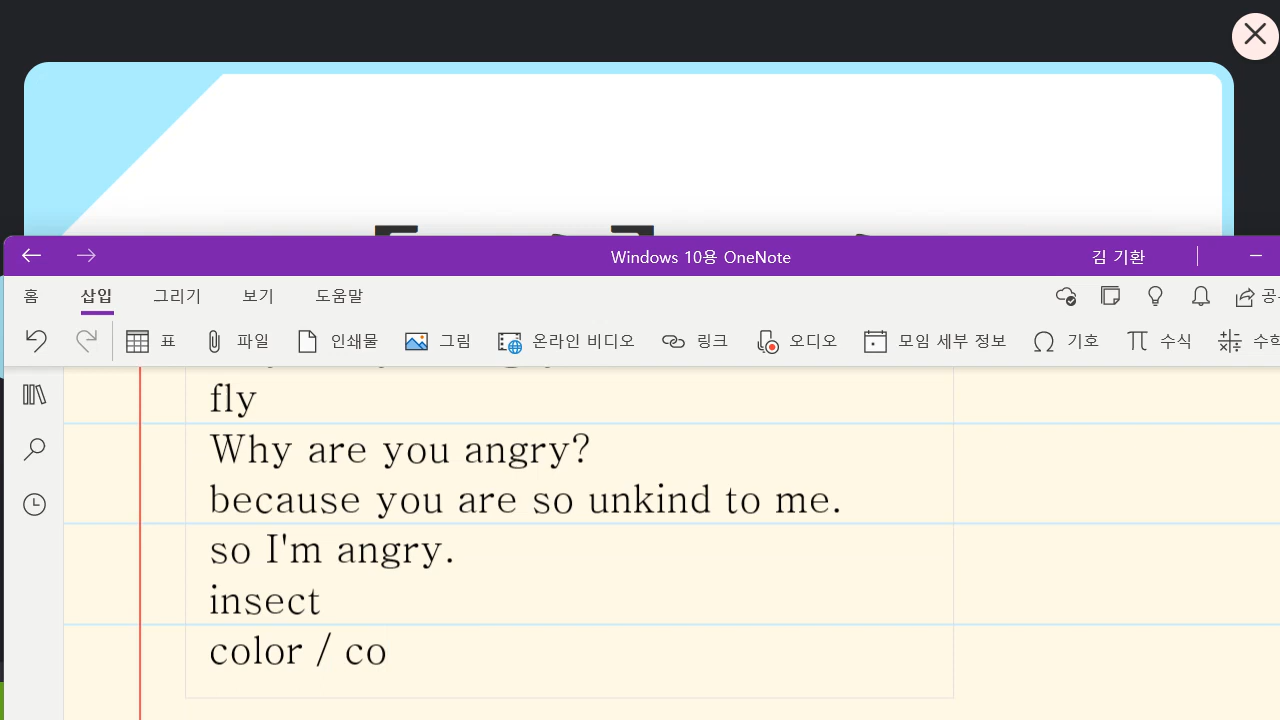 Windows 10용 OneNote
김 기환
홈 삽입 그리기 보기 도움말
표 파일 인쇄물 그림 온라인 비디오 링크 오디오 모임 세부 정보 기호 수식
fly
Why are you angry?
because you are so unkind to me.
so I'm angry.
insect
color / co